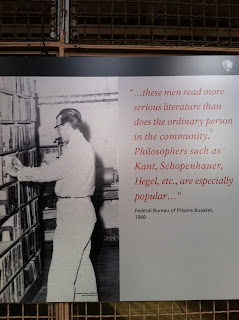 “…these men read more
serious literature than
does the ordinary person
in the community.
Philosophers such as
Kant, Schopenhauer,
Hegel, etc., are especially
popular…”
Federal Bureau of Prisons Booklet,
1960